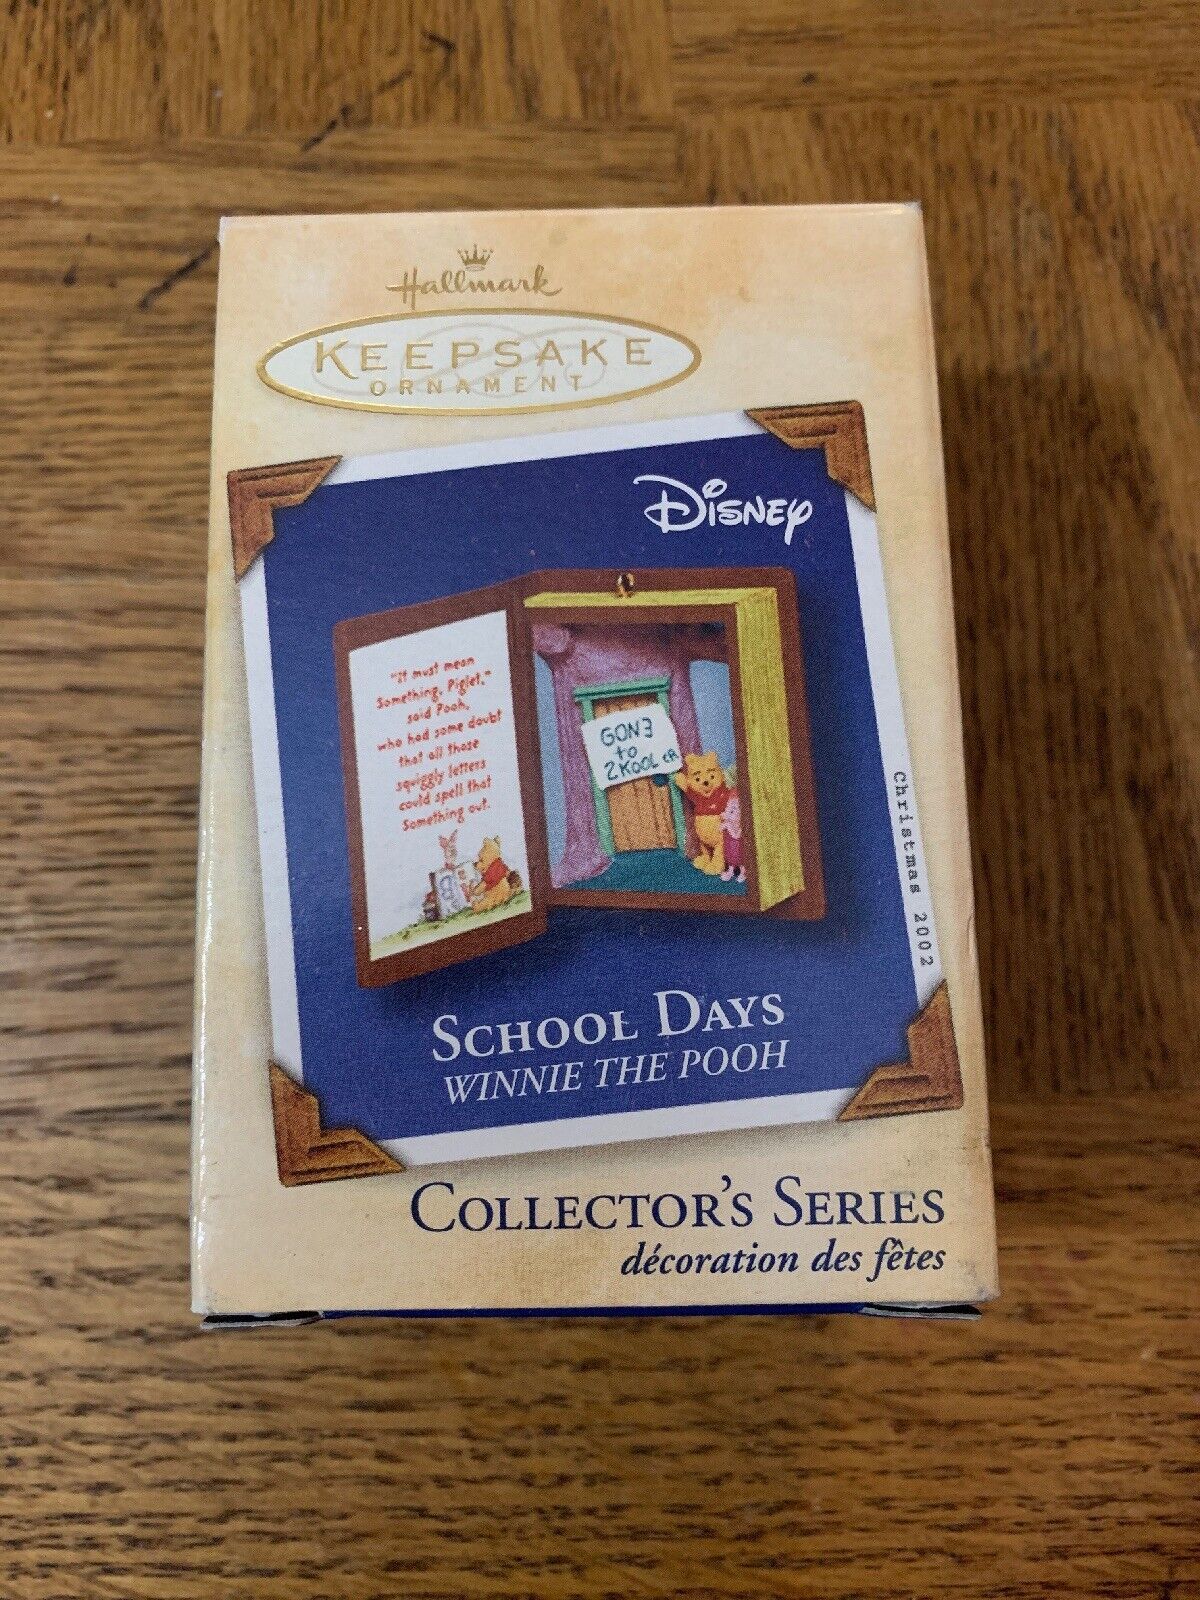 Hallmark
KEEPSAKE
ORNAMENT
Disney
"It must mean
Something, Piglet,"
said Pooh,
who had some doubt
that all those
squiggly letters
could spell that
Something out.
GON3
to
2KOOL
Christmas 2002
SCHOOL DAYS
WINNIE THE POOH
COLLECTOR'S SERIES
décoration des fêtes